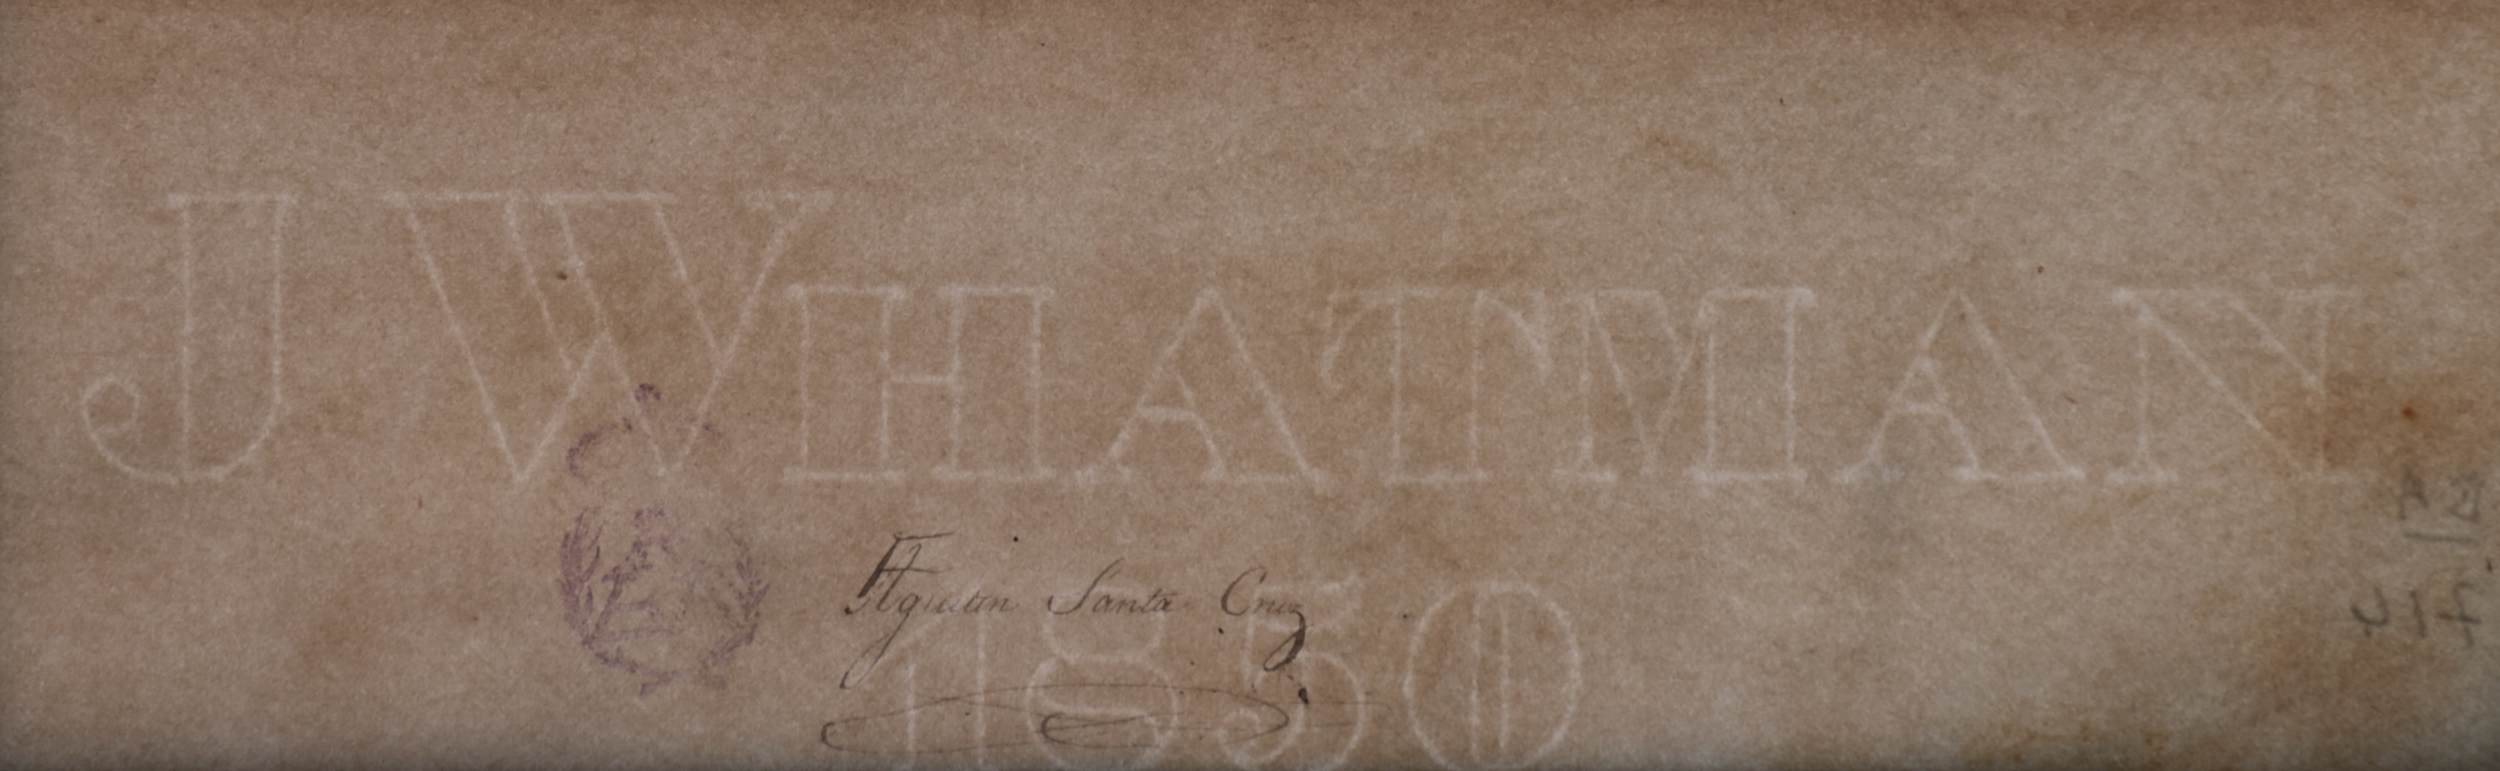 J WHATMAN
Agustin Santa Cruz
1850